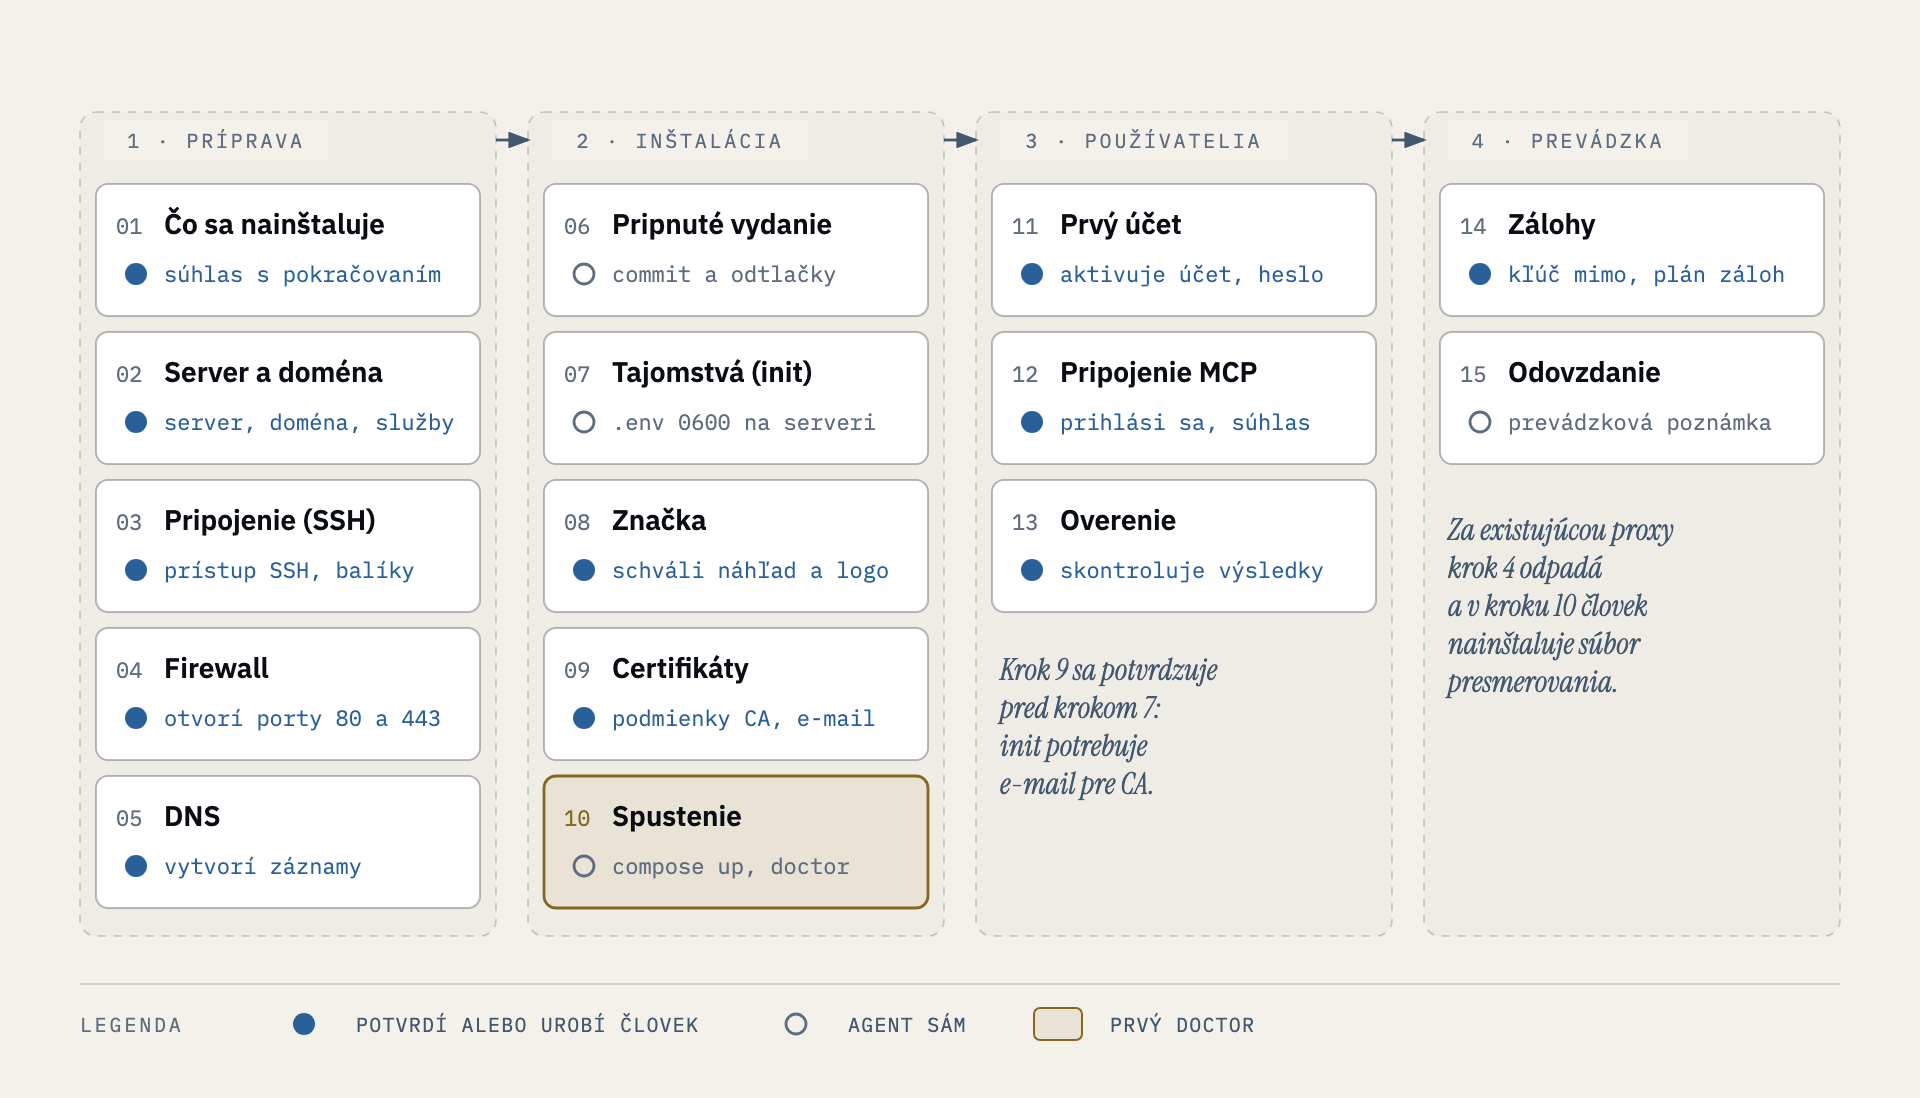 1 · PRÍPRAVA
01 Čo sa nainštaluje
súhlas s pokračovaním
02 Server a doména
server, doména, služby
03 Pripojenie (SSH)
prístup SSH, balíky
04 Firewall
otvorí porty 80 a 443
05 DNS
vytvorí záznamy
2 · INŠTALÁCIA
06 Pripnuté vydanie
commit a odtlačky
07 Tajomstvá (init)
.env 0600 na serveri
08 Značka
schváli náhľad a logo
09 Certifikáty
podmienky CA, e-mail
10 Spustenie
compose up, doctor
3 · POUŽÍVATELIA
11 Prvý účet
aktivuje účet, heslo
12 Pripojenie MCP
prihlási sa, súhlas
13 Overenie
skontroluje výsledky
Krok 9 sa potvrdzuje
pred krokom 7:
init potrebuje
e-mail pre CA.
4 · PREVÁDZKA
14 Zálohy
kľúč mimo, plán záloh
15 Odovzdanie
prevádzková poznámka
Za existujúcou proxy
krok 4 odpadá
a v kroku 10 človek
nainštaluje súbor
presmerovania.
LEGENDA
POTVRDÍ ALEBO UROBÍ ČLOVEK
AGENT SÁM
PRVÝ DOCTOR